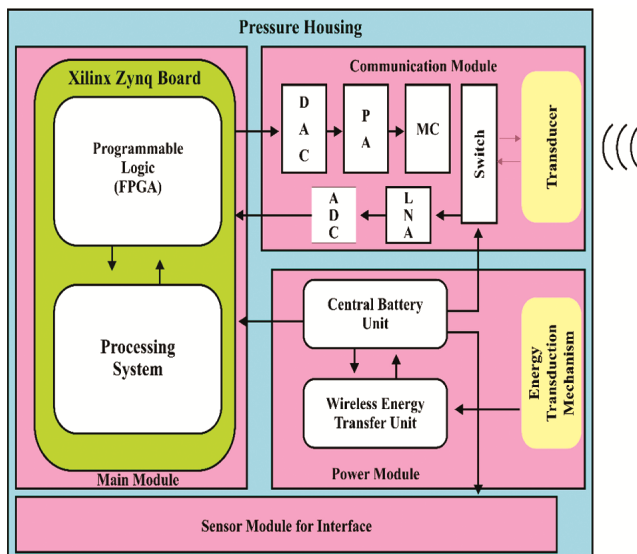 Pressure Housing
Xilinx Zynq Board
Programmable
Logic
(FPGA)
Processing
System
Main Module
Communication Module
D
A
C
P
A
MC
Switch
Transducer
A
D
C
L
N
A
Central Battery
Unit
Wireless Energy
Transfer Unit
Energy
Transduction
Mechanism
Power Module
Sensor Module for Interface